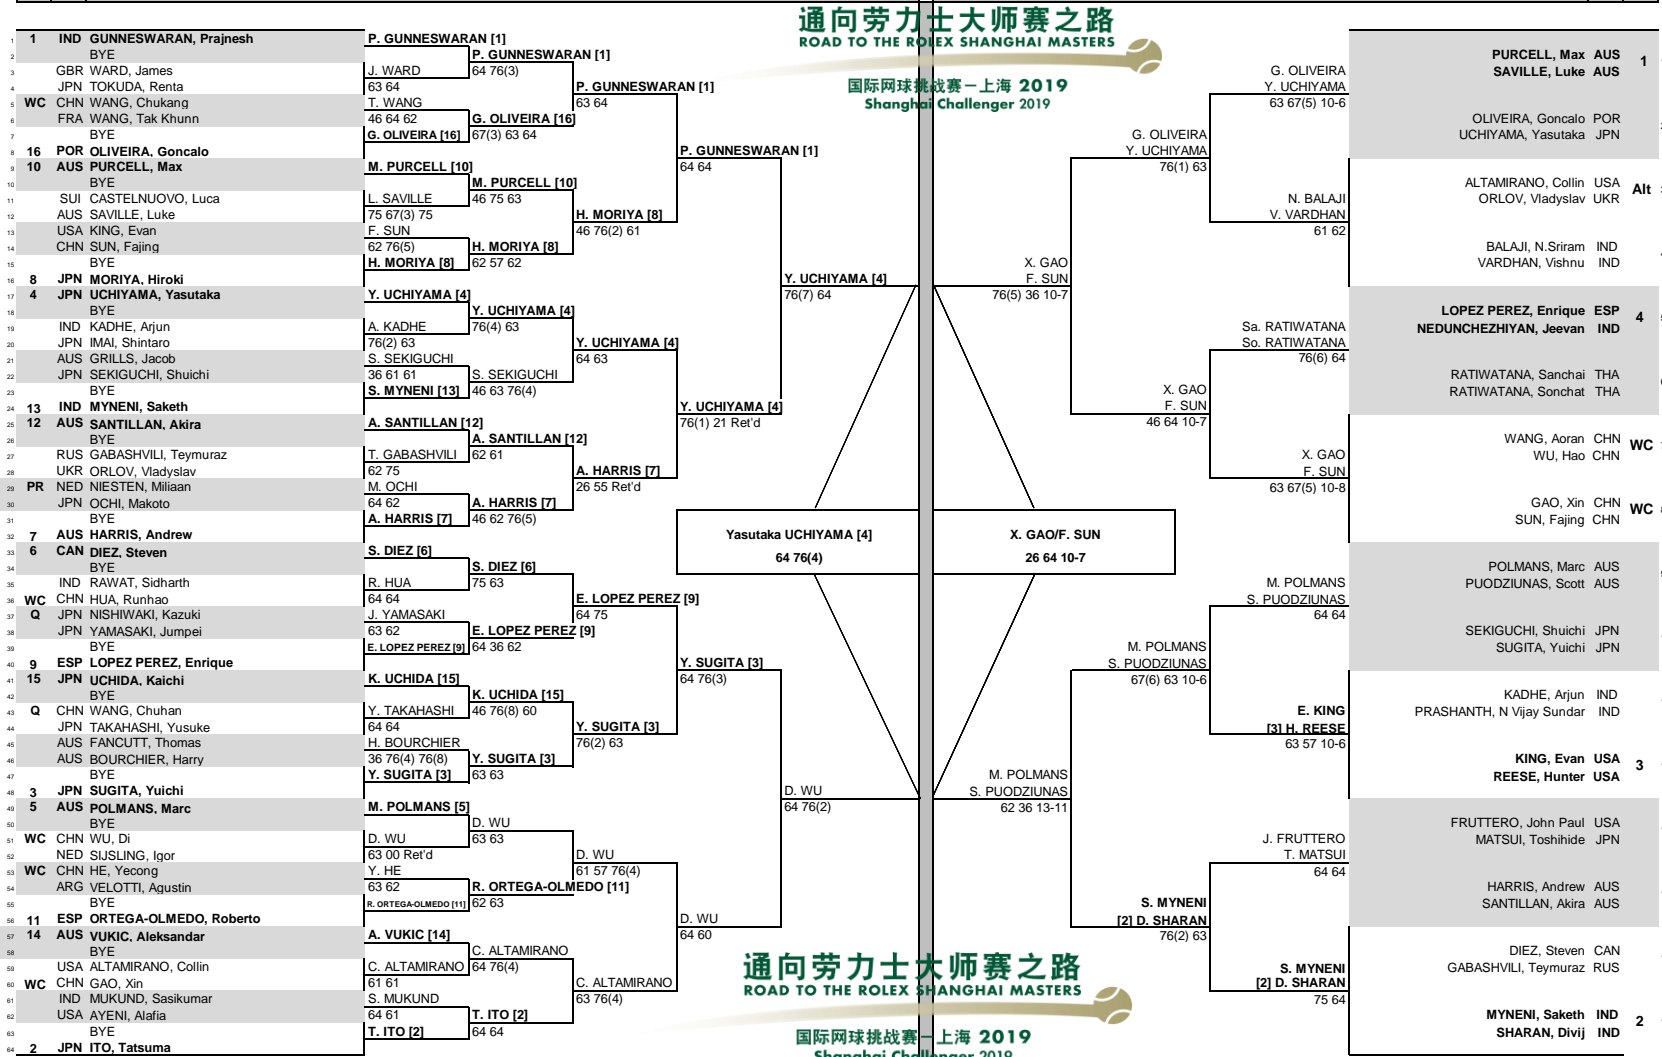 通向劳力士大师赛之路
ROAD TO THE ROLEX SHANGHAI MASTERS
国际网球挑战赛－上海 2019
Shanghai Challenger 2019
1 1 IND GUNNESWARAN, Prajnesh
2 BYE
3 GBR WARD, James
4 JPN TOKUDA, Renta
5 WC CHN WANG, Chukang
6 FRA WANG, Tak Khunn
7 BYE
8 16 POR OLIVEIRA, Goncalo
9 10 AUS PURCELL, Max
10 BYE
11 SUI CASTELNUOVO, Luca
12 AUS SAVILLE, Luke
13 USA KING, Evan
14 CHN SUN, Fajing
15 BYE
16 8 JPN MORIYA, Hiroki
17 4 JPN UCHIYAMA, Yasutaka
18 BYE
19 IND KADHE, Arjun
20 JPN IMAI, Shintaro
21 AUS GRILLS, Jacob
22 JPN SEKIGUCHI, Shuichi
23 BYE
24 13 IND MYNENI, Saketh
25 12 AUS SANTILLAN, Akira
26 BYE
27 RUS GABASHVILI, Teymuraz
28 UKR ORLOV, Vladyslav
29 PR NED NIESTEN, Miliaan
30 JPN OCHI, Makoto
31 BYE
32 7 AUS HARRIS, Andrew
33 6 CAN DIEZ, Steven
34 BYE
35 IND RAWAT, Sidharth
36 WC CHN HUA, Runhao
37 Q JPN NISHIWAKI, Kazuki
38 JPN YAMASAKI, Jumpei
39 BYE
40 9 ESP LOPEZ PEREZ, Enrique
41 15 JPN UCHIDA, Kaichi
42 BYE
43 Q CHN WANG, Chuhan
44 JPN TAKAHASHI, Yusuke
45 AUS FANCUTT, Thomas
46 AUS BOURCHIER, Harry
47 BYE
48 3 JPN SUGITA, Yuichi
49 5 AUS POLMANS, Marc
50 BYE
51 WC CHN WU, Di
52 NED SIJSLING, Igor
53 WC CHN HE, Yecong
54 ARG VELOTTI, Agustin
55 BYE
56 11 ESP ORTEGA-OLMEDO, Roberto
57 14 AUS VUKIC, Aleksandar
58 BYE
59 USA ALTAMIRANO, Collin
60 WC CHN GAO, Xin
61 IND MUKUND, Sasikumar
62 USA AYENI, Alafia
63 BYE
64 2 JPN ITO, Tatsuma
P. GUNNESWARAN [1]
J. WARD
63 64
T. WANG
46 64 62
G. OLIVEIRA [16]
M. PURCELL [10]
L. SAVILLE
75 67(3) 75
F. SUN
62 76(5)
H. MORIYA [8]
Y. UCHIYAMA [4]
A. KADHE
76(2) 63
S. SEKIGUCHI
36 61 61
S. MYNENI [13]
A. SANTILLAN [12]
T. GABASHVILI
62 75
M. OCHI
64 62
A. HARRIS [7]
S. DIEZ [6]
R. HUA
64 64
J. YAMASAKI
63 62
E. LOPEZ PEREZ [9]
K. UCHIDA [15]
Y. TAKAHASHI
64 64
H. BOURCHIER
36 76(4) 76(8)
Y. SUGITA [3]
M. POLMANS [5]
D. WU
63 00 Ret'd
Y. HE
63 62
R. ORTEGA-OLMEDO [11]
A. VUKIC [14]
C. ALTAMIRANO
61 61
S. MUKUND
64 61
T. ITO [2]
P. GUNNESWARAN [1]
64 76(3)
G. OLIVEIRA [16]
67(3) 63 64
M. PURCELL [10]
46 75 63
H. MORIYA [8]
62 57 62
Y. UCHIYAMA [4]
76(4) 63
S. SEKIGUCHI
46 63 76(4)
A. SANTILLAN [12]
62 61
A. HARRIS [7]
46 62 76(5)
S. DIEZ [6]
75 63
E. LOPEZ PEREZ [9]
64 36 62
K. UCHIDA [15]
46 76(8) 60
Y. SUGITA [3]
63 63
D. WU
63 63
R. ORTEGA-OLMEDO [11]
62 63
C. ALTAMIRANO
64 76(4)
T. ITO [2]
64 64
P. GUNNESWARAN [1]
63 64
H. MORIYA [8]
46 76(2) 61
Y. UCHIYAMA [4]
64 63
A. HARRIS [7]
26 55 Ret'd
E. LOPEZ PEREZ [9]
64 75
Y. SUGITA [3]
76(2) 63
D. WU
61 57 76(4)
C. ALTAMIRANO
63 76(4)
P. GUNNESWARAN [1]
64 64
Y. UCHIYAMA [4]
76(1) 21 Ret'd
Y. SUGITA [3]
64 76(3)
D. WU
64 60
Y. UCHIYAMA [4]
76(7) 64
D. WU
64 76(2)
Yasutaka UCHIYAMA [4]
64 76(4)
X. GAO/F. SUN
26 64 10-7
X. GAO
F. SUN
76(5) 36 10-7
M. POLMANS
S. PUODZIUNAS
62 36 13-11
G. OLIVEIRA
Y. UCHIYAMA
76(1) 63
X. GAO
F. SUN
46 64 10-7
M. POLMANS
S. PUODZIUNAS
67(6) 63 10-6
S. MYNENI
[2] D. SHARAN
76(2) 63
G. OLIVEIRA
Y. UCHIYAMA
63 67(5) 10-6
N. BALAJI
V. VARDHAN
61 62
Sa. RATIWATANA
So. RATIWATANA
76(6) 64
X. GAO
F. SUN
63 67(5) 10-8
M. POLMANS
S. PUODZIUNAS
64 64
E. KING
[3] H. REESE
63 57 10-6
J. FRUTTERO
T. MATSUI
64 64
S. MYNENI
[2] D. SHARAN
75 64
PURCELL, Max AUS 1
SAVILLE, Luke AUS
OLIVEIRA, Goncalo POR
UCHIYAMA, Yasutaka JPN
ALTAMIRANO, Collin USA Alt
ORLOV, Vladyslav UKR
BALAJI, N.Sriram IND
VARDHAN, Vishnu IND
LOPEZ PEREZ, Enrique ESP 4
NEDUNCHEZHIYAN, Jeevan IND
RATIWATANA, Sanchai THA
RATIWATANA, Sonchat THA
WANG, Aoran CHN WC
WU, Hao CHN
GAO, Xin CHN WC
SUN, Fajing CHN
POLMANS, Marc AUS
PUODZIUNAS, Scott AUS
SEKIGUCHI, Shuichi JPN
SUGITA, Yuichi JPN
KADHE, Arjun IND
PRASHANTH, N Vijay Sundar IND
KING, Evan USA 3
REESE, Hunter USA
FRUTTERO, John Paul USA
MATSUI, Toshihide JPN
HARRIS, Andrew AUS
SANTILLAN, Akira AUS
DIEZ, Steven CAN
GABASHVILI, Teymuraz RUS
MYNENI, Saketh IND 2
SHARAN, Divij IND
通向劳力士大师赛之路
ROAD TO THE ROLEX SHANGHAI MASTERS
国际网球挑战赛－上海 2019
Shanghai Challenger 2019